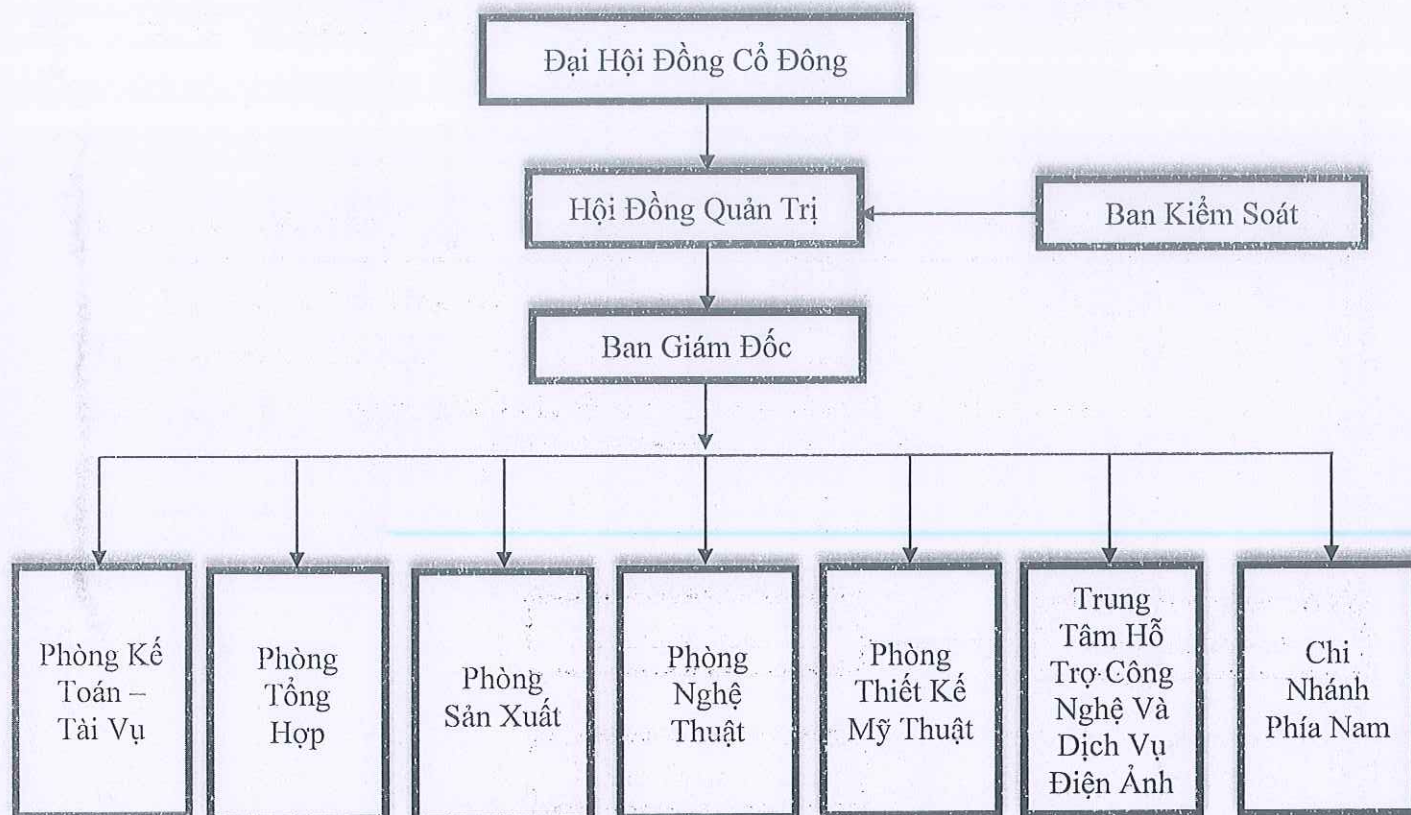 Đại Hội Đồng Cổ Đông
Hội Đồng Quản Trị
Ban Kiểm Soát
Ban Giám Đốc
Phòng Kế
Toán –
Tài Vụ
Phòng
Tổng
Hợp
Phòng
Sản Xuất
Phòng
Nghệ
Thuật
Phòng
Thiết Kế
Mỹ Thuật
Trung
Tâm Hỗ
Trợ Công
Nghệ Và
Dịch Vụ
Điện Ảnh
Chi
Nhánh
Phía Nam